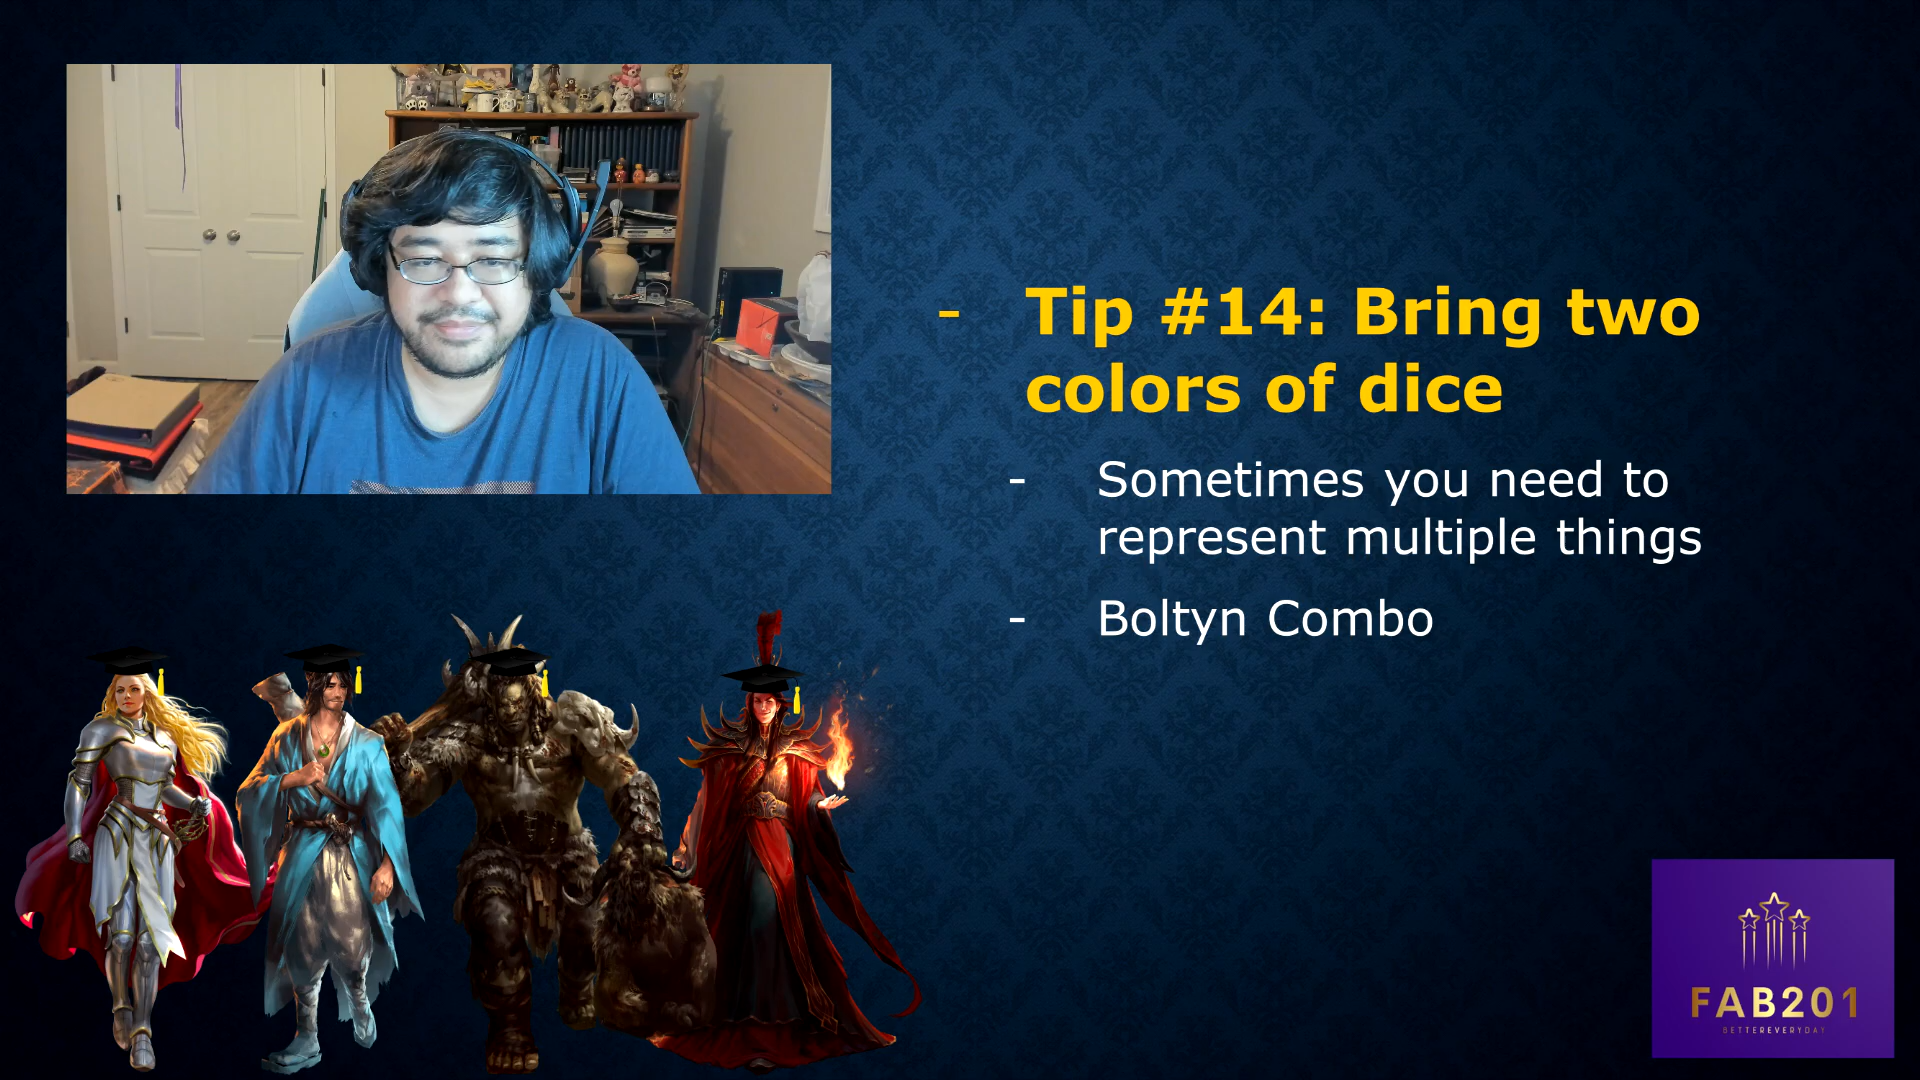 - Tip #14: Bring two
colors of dice
- Sometimes you need to
represent multiple things
- Boltyn Combo
FAB201
BETTEREVERYDAY